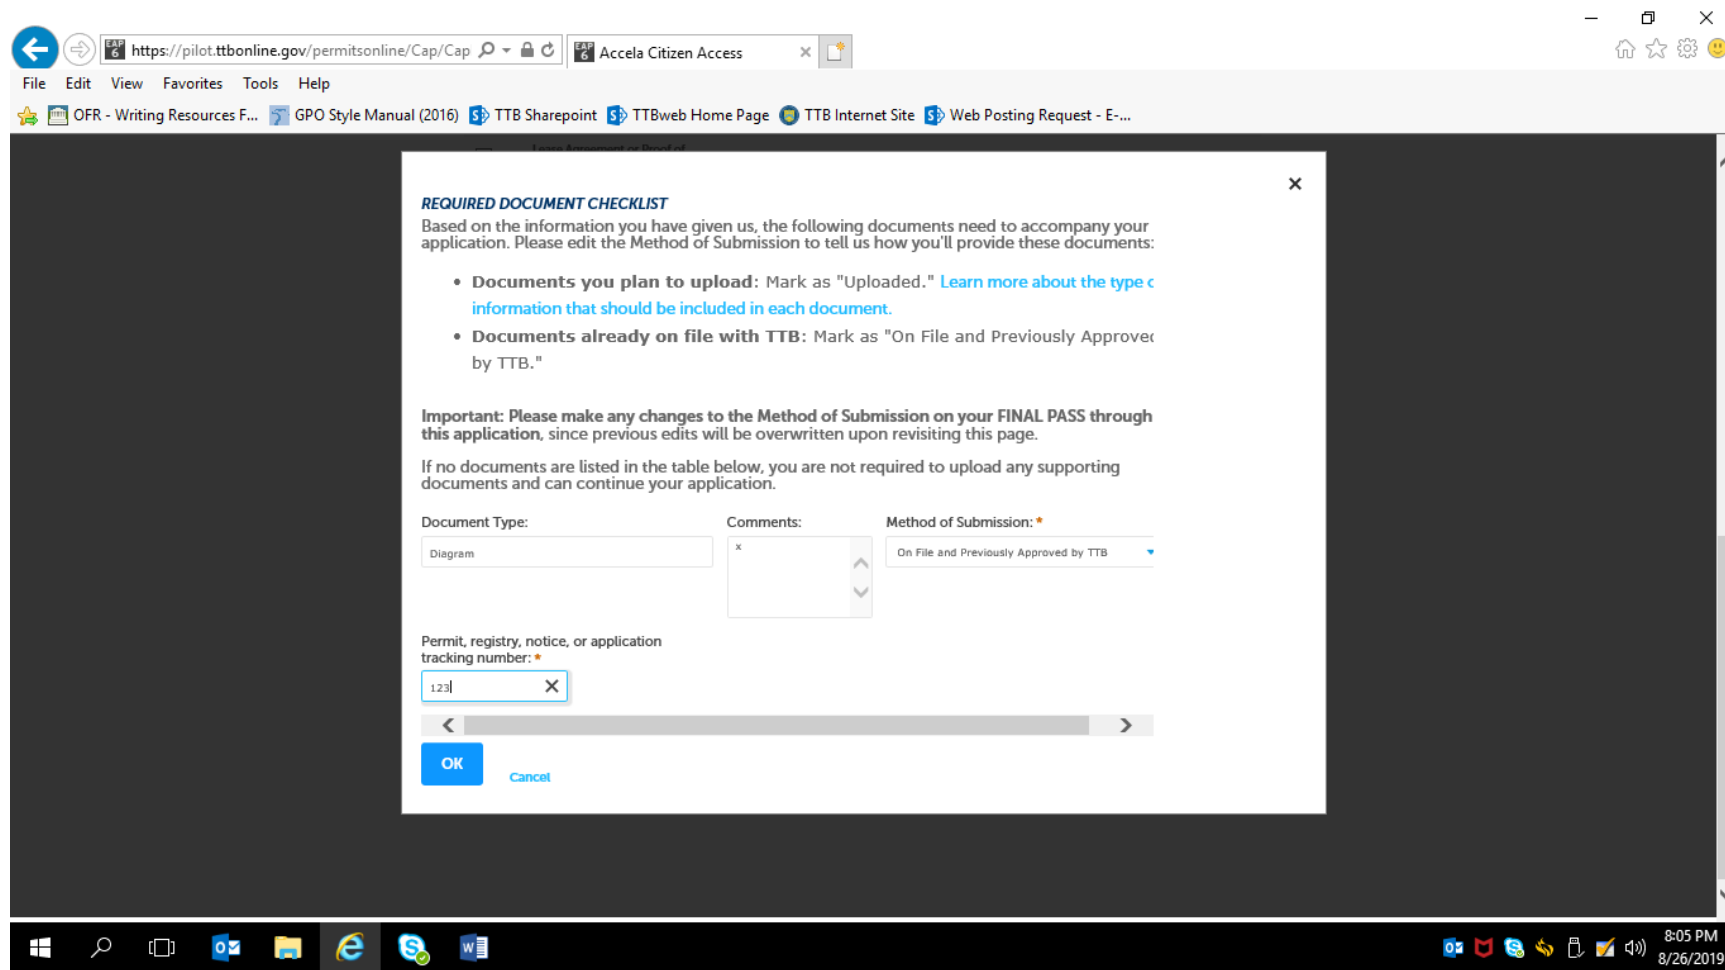 https://pilot.ttbonline.gov/permitsonline/Cap/Cap
EAP 6
Accela Citizen Access
File Edit View Favorites Tools Help
OFR - Writing Resources F... GPO Style Manual (2016) TTB Sharepoint TTBweb Home Page TTB Internet Site Web Posting Request - E-...
Lease Agreement or Proof of
REQUIRED DOCUMENT CHECKLIST
Based on the information you have given us, the following documents need to accompany your
application. Please edit the Method of Submission to tell us how you'll provide these documents:
• Documents you plan to upload: Mark as "Uploaded." Learn more about the type
information that should be included in each document.
• Documents already on file with TTB: Mark as "On File and Previously Approved
by TTB."
Important: Please make any changes to the Method of Submission on your FINAL PASS through
this application, since previous edits will be overwritten upon revisiting this page.
If no documents are listed in the table below, you are not required to upload any supporting
documents and can continue your application.
Document Type: Comments: Method of Submission: *
Diagram x On File and Previously Approved by TTB
Permit, registry, notice, or application
tracking number: *
123
OK
Cancel
8:05 PM
8/26/2019